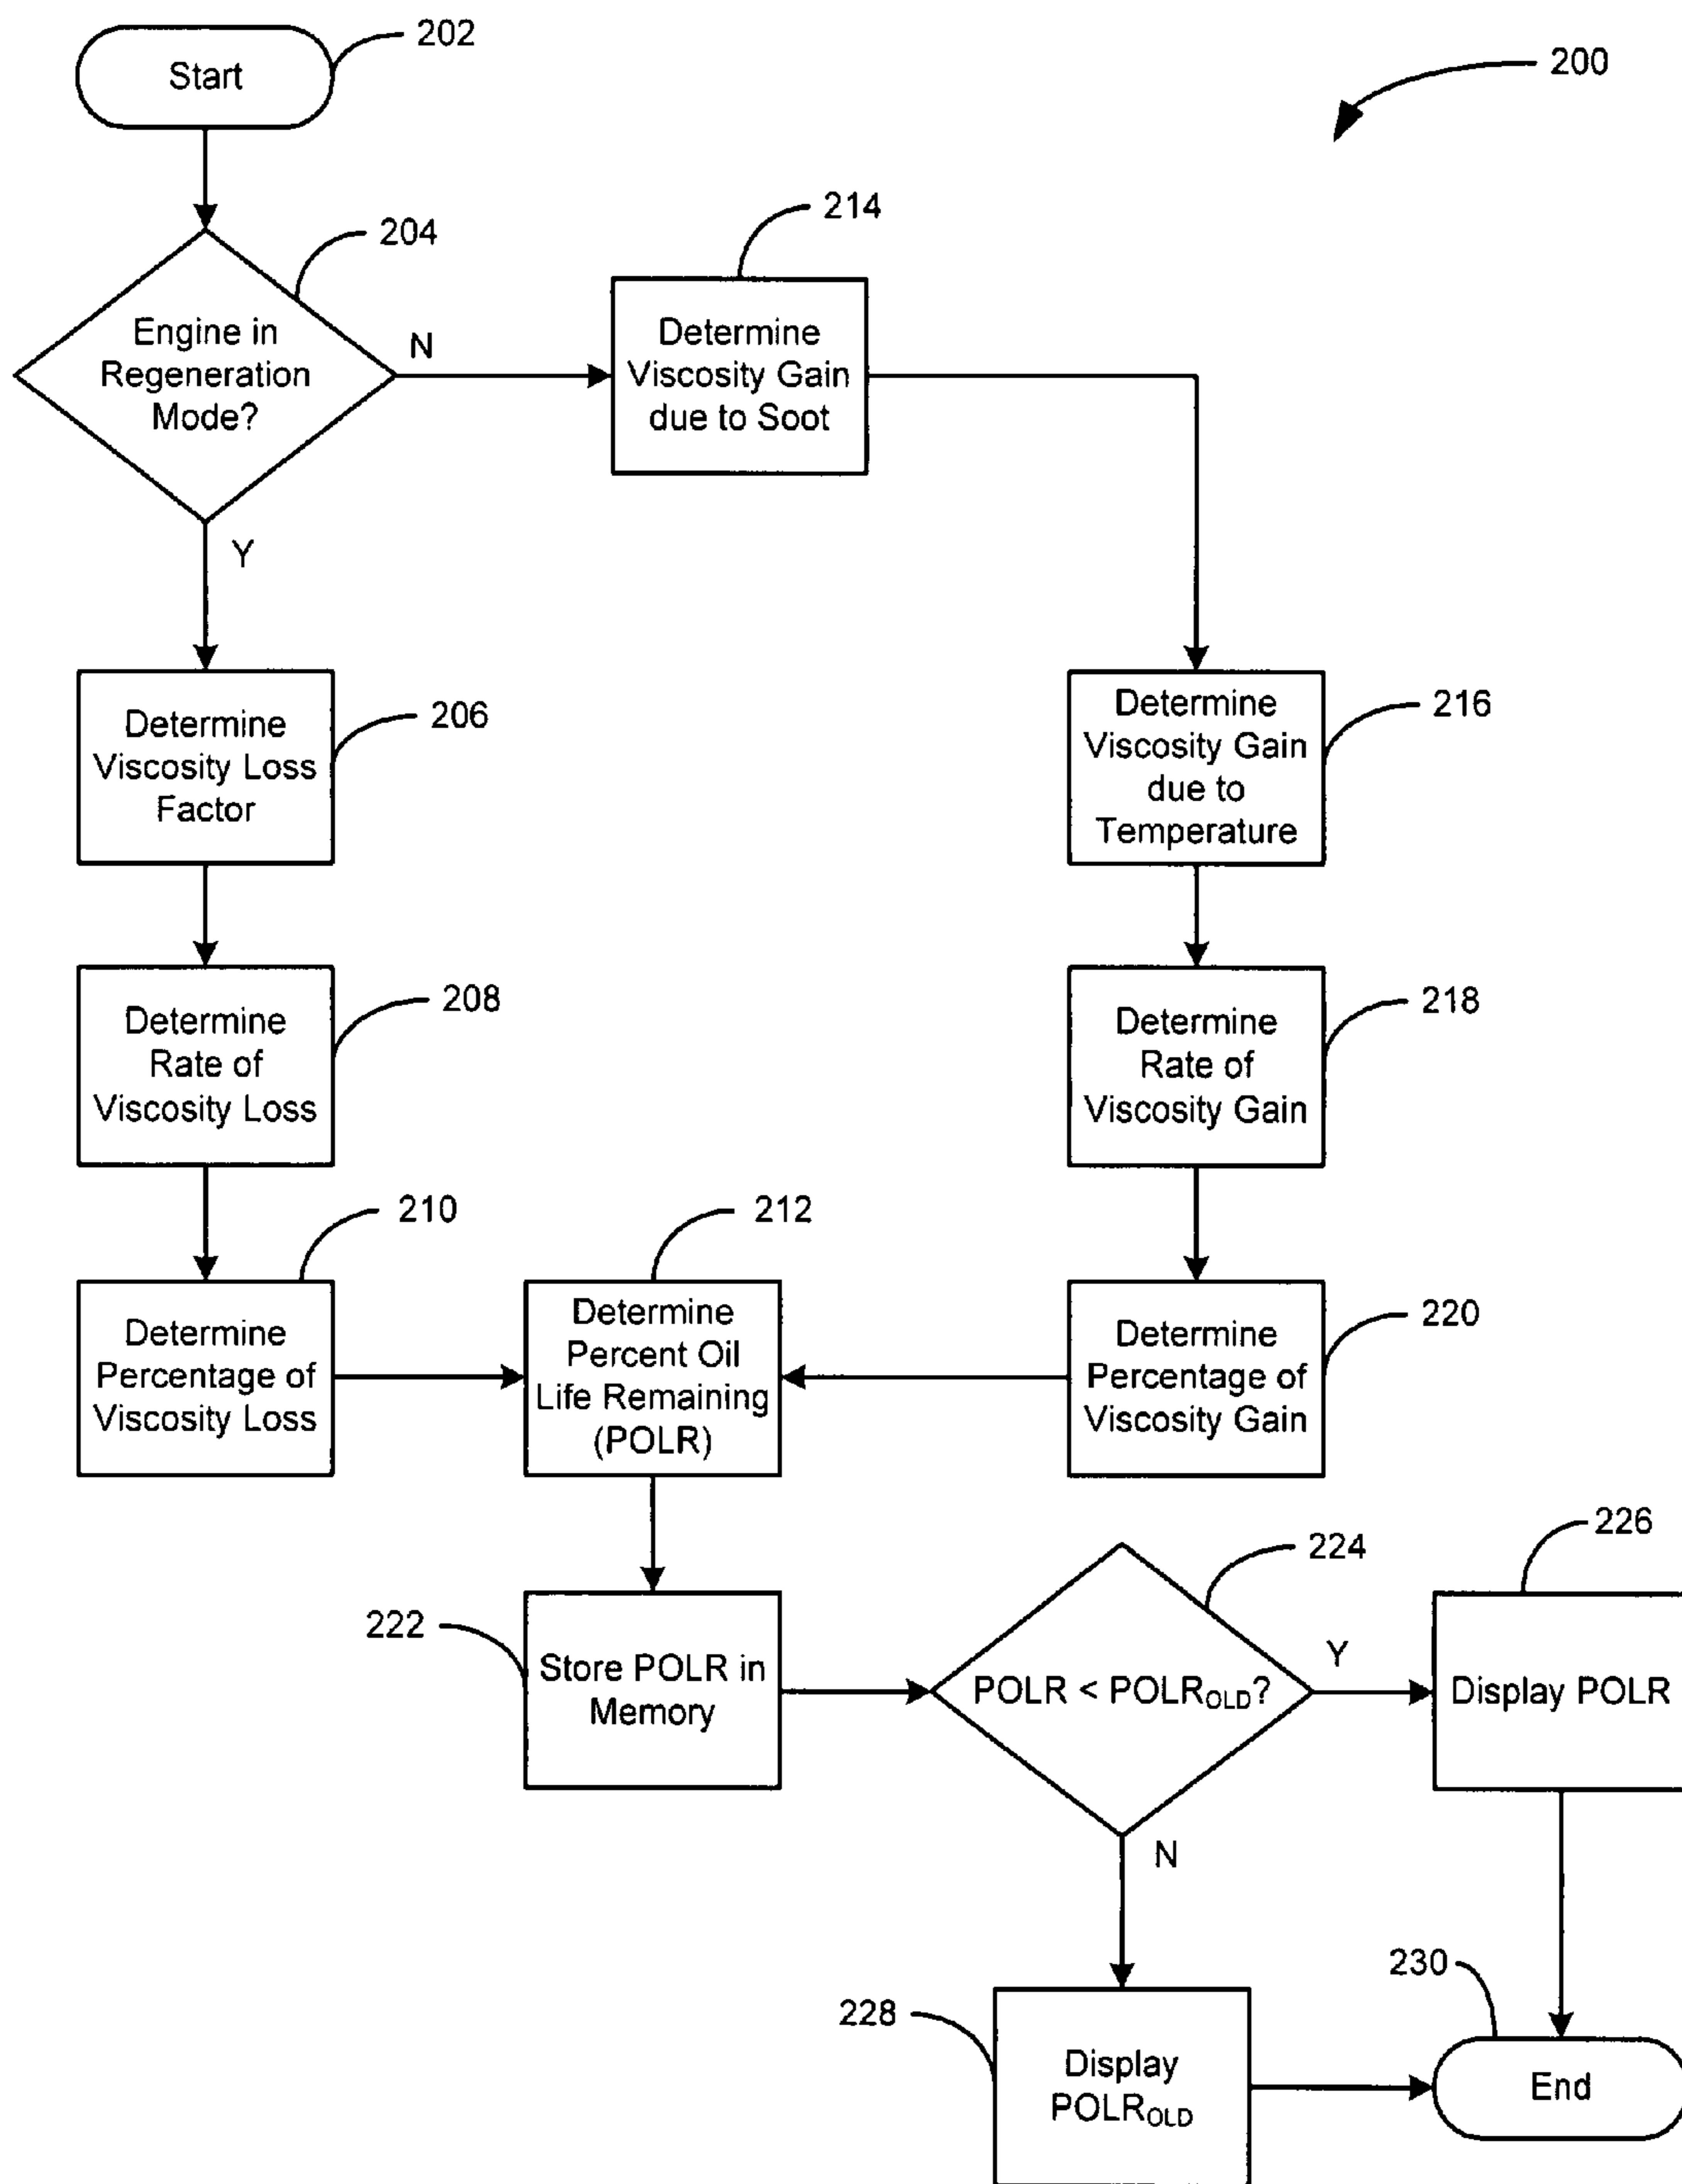 202
Start
200
214
204
Determine
Viscosity Gain
due to Soot
Engine in
Regeneration
Mode?
N
Y
206
Determine
Viscosity Loss
Factor
216
Determine
Viscosity Gain
due to
Temperature
208
Determine
Rate of
Viscosity Loss
218
Determine
Rate of
Viscosity Gain
210
Determine
Percentage of
Viscosity Loss
212
Determine
Percent Oil
Life Remaining
(POLR)
220
Determine
Percentage of
Viscosity Gain
222
Store POLR in
Memory
224
POLR < POLROLD?
Y
226
Display POLR
N
228
Display
POLROLD
230
End